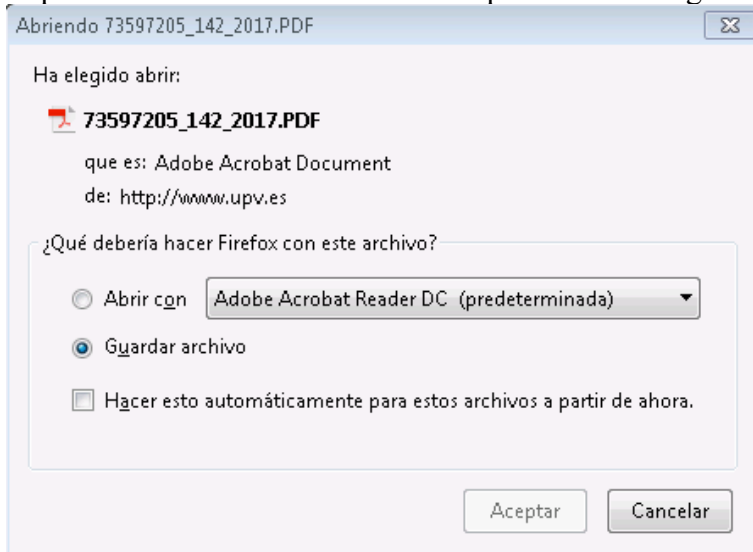 Abriendo 73597205_142_2017.PDF
Ha elegido abrir:
73597205_142_2017.PDF
que es: Adobe Acrobat Document
de: http://www.upv.es
¿Qué debería hacer Firefox con este archivo?
Abrir con Adobe Acrobat Reader DC (predeterminada)
Guardar archivo
Hacer esto automáticamente para estos archivos a partir de ahora.
Aceptar Cancelar